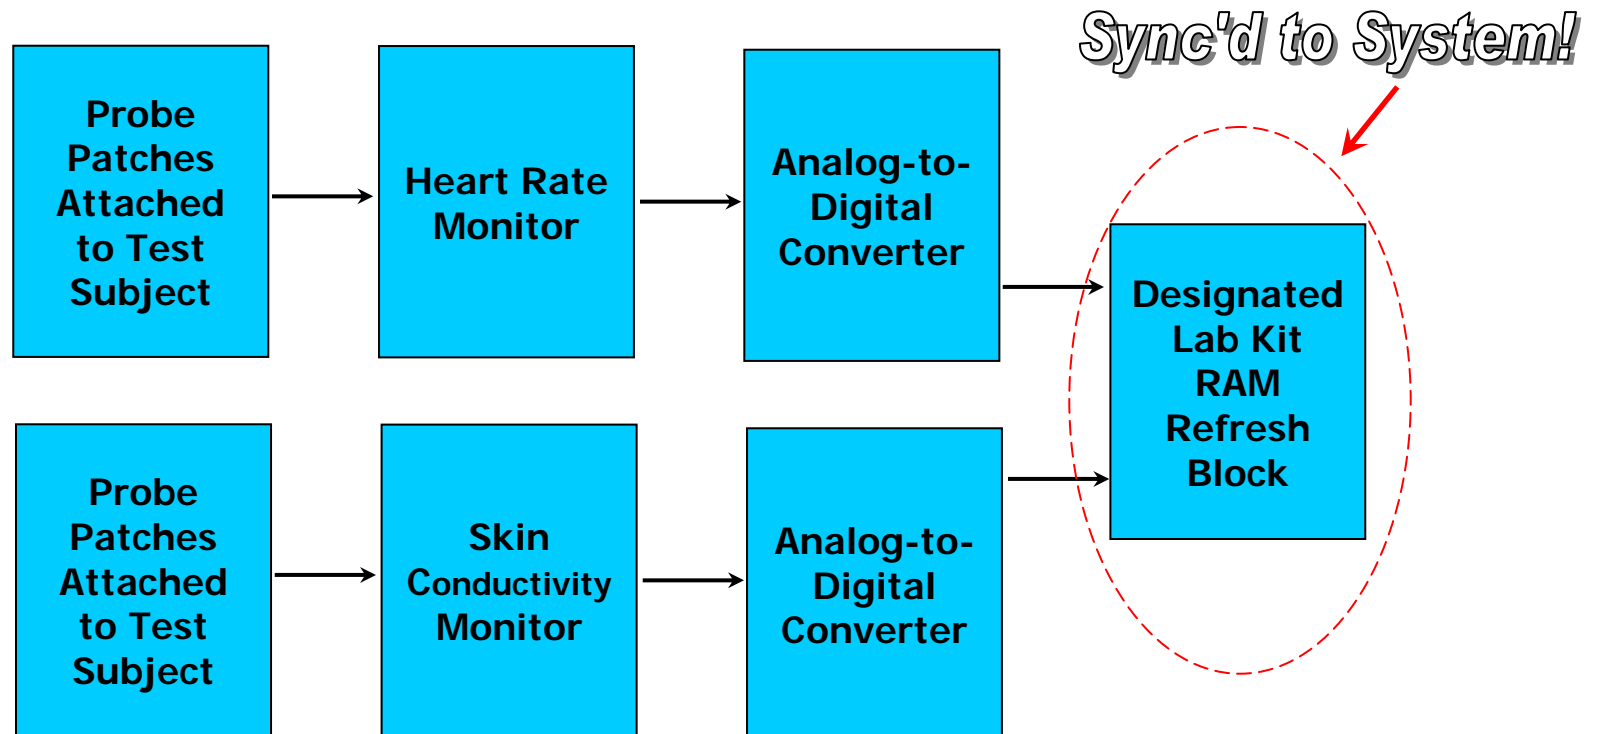 Sync'd to System!
Probe
Patches
Attached
to Test
Subject
Heart Rate
Monitor
Analog-to-
Digital
Converter
Designated
Lab Kit
RAM
Refresh
Block
Probe
Patches
Attached
to Test
Subject
Skin
Conductivity
Monitor
Analog-to-
Digital
Converter